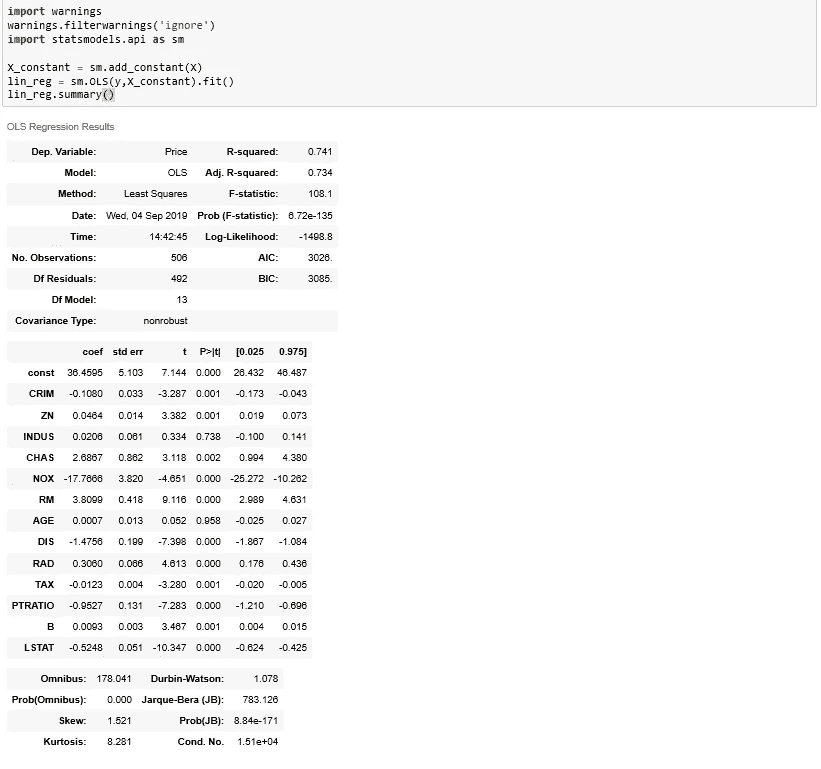 import warnings
warnings.filterwarnings('ignore')
import statsmodels.api as sm
X_constant = sm.add_constant(X)
lin_reg = sm.OLS(y,X_constant).fit()
lin_reg.summary()
OLS Regression Results
Dep. Variable: Price R-squared: 0.741
Model: OLS Adj. R-squared: 0.734
Method: Least Squares F-statistic: 108.1
Date: Wed, 04 Sep 2019 Prob (F-statistic): 6.72e-135
Time: 14:42:45 Log-Likelihood: -1498.8
No. Observations: 506 AIC: 3026.
Df Residuals: 492 BIC: 3085.
Df Model: 13
Covariance Type: nonrobust
coef std err t P>|t| [0.025 0.975]
const 36.4595 5.103 7.144 0.000 26.432 46.487
CRIM -0.1080 0.033 -3.287 0.001 -0.173 -0.043
ZN 0.0464 0.014 3.382 0.001 0.019 0.073
INDUS 0.0206 0.061 0.334 0.738 -0.100 0.141
CHAS 2.6867 0.862 3.118 0.002 0.994 4.380
NOX -17.7666 3.820 -4.651 0.000 -25.272 -10.262
RM 3.8099 0.418 9.116 0.000 2.989 4.631
AGE 0.0007 0.013 0.052 0.958 -0.025 0.027
DIS -1.4756 0.199 -7.398 0.000 -1.867 -1.084
RAD 0.3060 0.066 4.613 0.000 0.176 0.436
TAX -0.0123 0.004 -3.280 0.001 -0.020 -0.005
PTRATIO -0.9527 0.131 -7.283 0.000 -1.210 -0.696
B 0.0093 0.003 3.467 0.001 0.004 0.015
LSTAT -0.5248 0.051 -10.347 0.000 -0.624 -0.425
Omnibus: 178.041 Durbin-Watson: 1.078
Prob(Omnibus): 0.000 Jarque-Bera (JB): 783.126
Skew: 1.521 Prob(JB): 8.84e-171
Kurtosis: 8.281 Cond. No. 1.51e+04